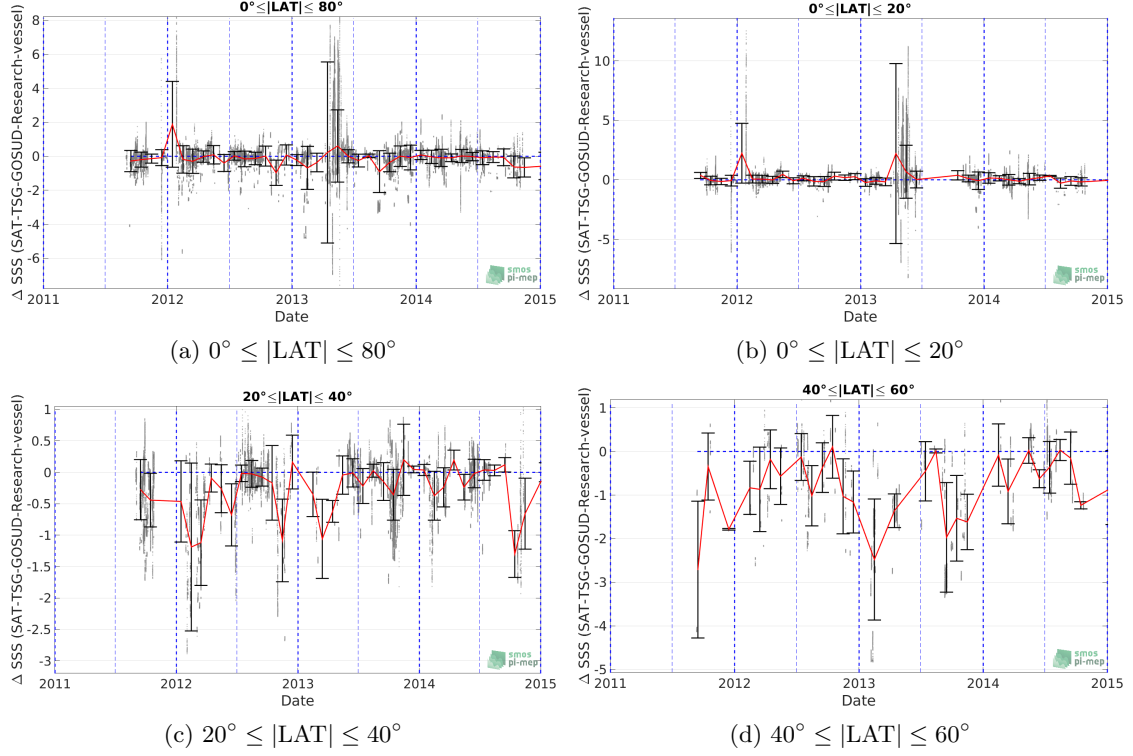 0°≤|LAT|≤ 80°
Δ SSS (SAT-TSG-GOSUD-Research-vessel)
8
6
4
2
0
-2
-4
-6
2011
2012
2013
2014
2015
Date
smos
pi-mep
(a) 0° ≤ |LAT| ≤ 80°
0°≤|LAT|≤ 20°
Δ SSS (SAT-TSG-GOSUD-Research-vessel)
10
5
0
-5
2011
2012
2013
2014
2015
Date
smos
pi-mep
(b) 0° ≤ |LAT| ≤ 20°
20°≤|LAT|≤ 40°
Δ SSS (SAT-TSG-GOSUD-Research-vessel)
1
0.5
0
-0.5
-1
-1.5
-2
-2.5
-3
2011
2012
2013
2014
2015
Date
smos
pi-mep
(c) 20° ≤ |LAT| ≤ 40°
40°≤|LAT|≤ 60°
Δ SSS (SAT-TSG-GOSUD-Research-vessel)
1
0
-1
-2
-3
-4
-5
2011
2012
2013
2014
2015
Date
smos
pi-mep
(d) 40° ≤ |LAT| ≤ 60°